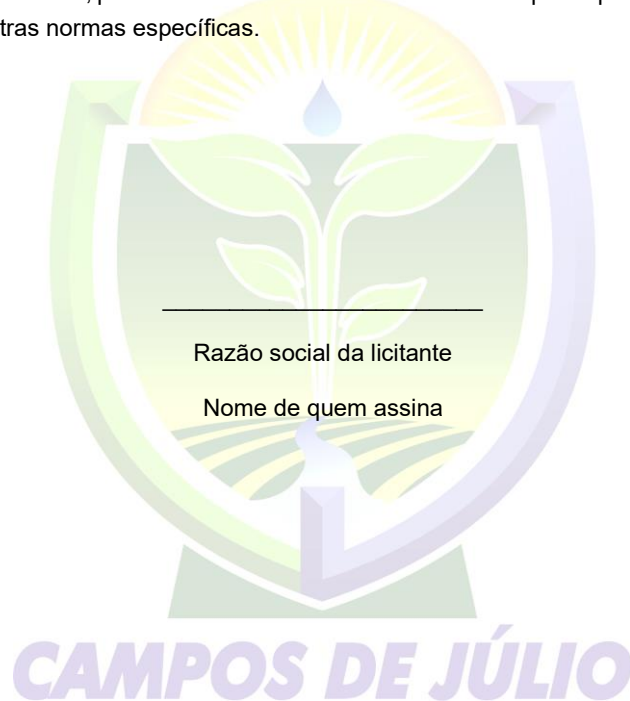 tras normas específicas.
Razão social da licitante
Nome de quem assina
CAMPOS DE JÚLIO